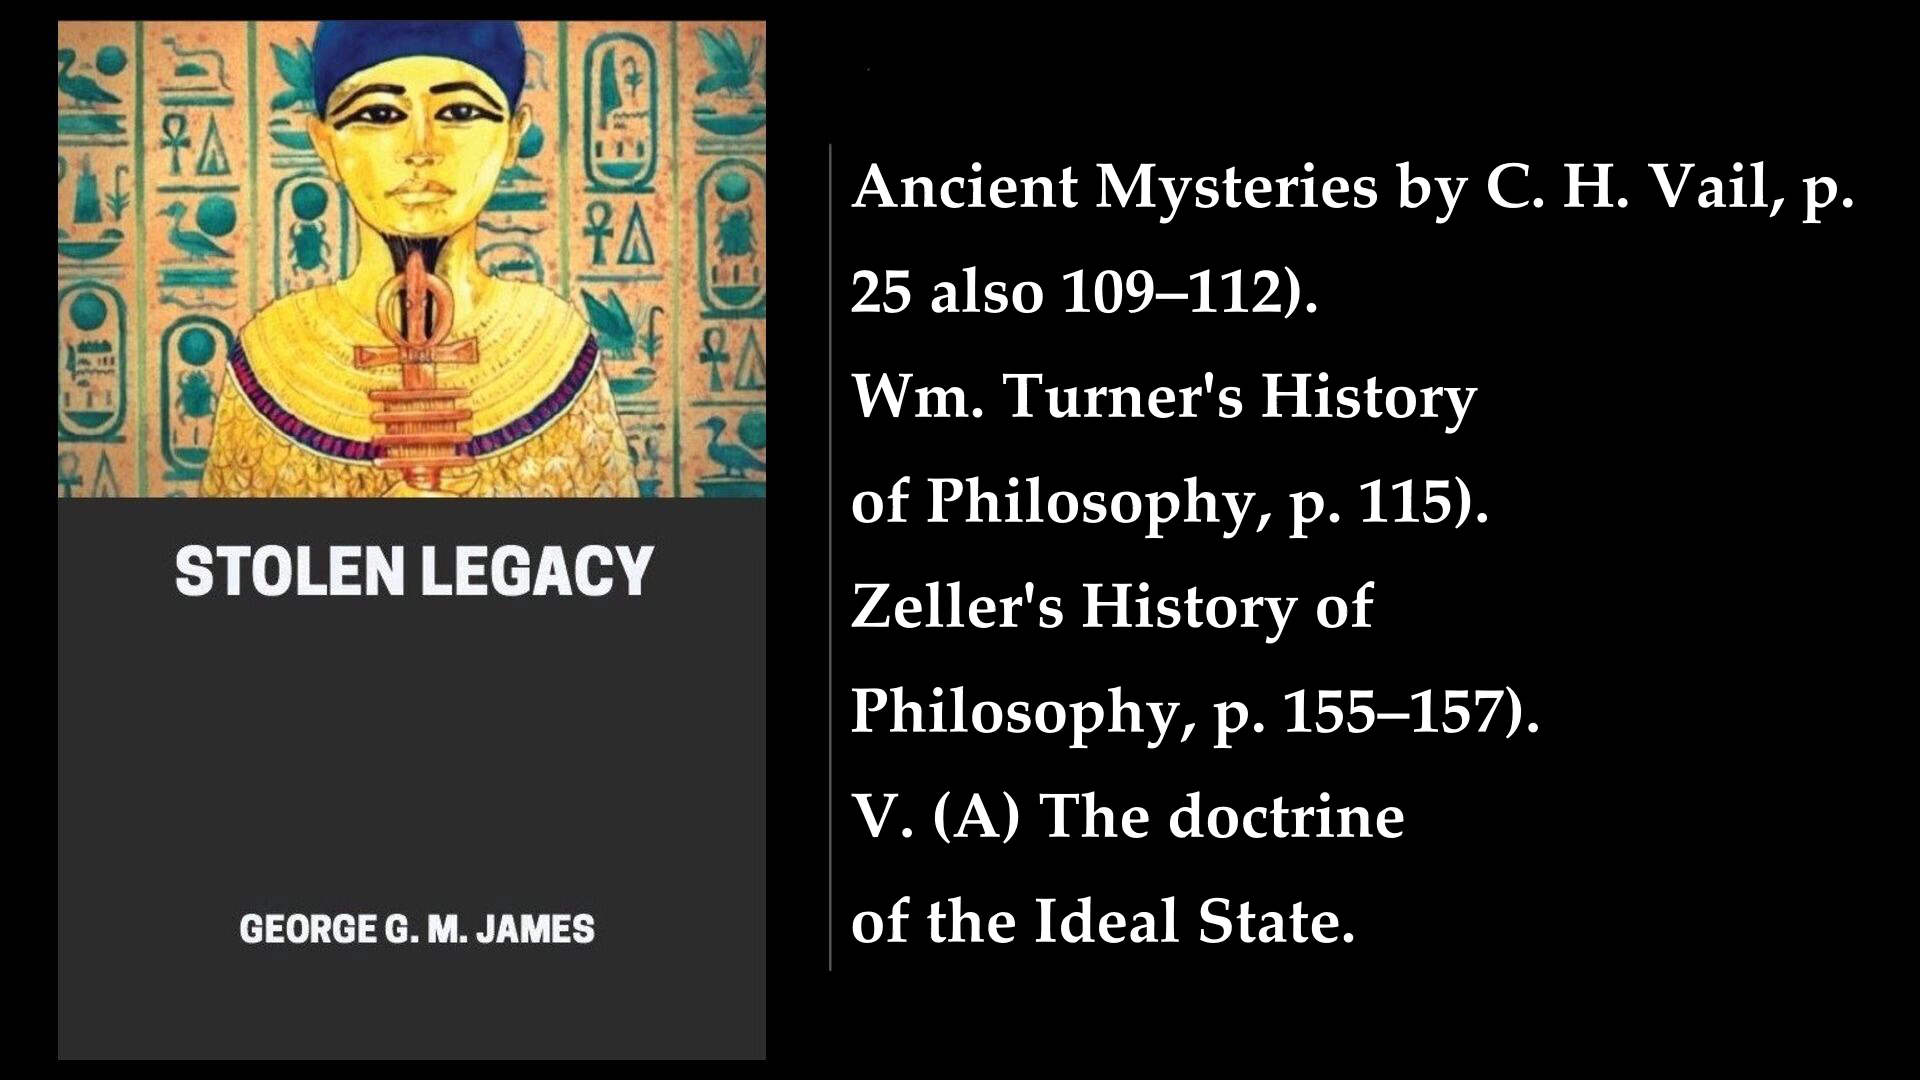 STOLEN LEGACY
GEORGE G. M. JAMES
Ancient Mysteries by C. H. Vail, p.
25 also 109–112).
Wm. Turner's History
of Philosophy, p. 115).
Zeller's History of
Philosophy, p. 155–157).
V. (A) The doctrine
of the Ideal State.